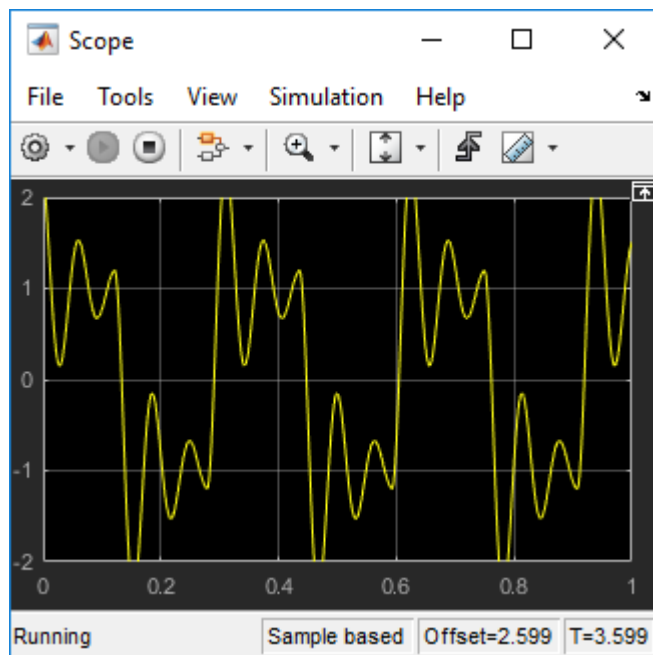 Scope
File Tools View Simulation Help
2
1
0
-1
-2
0 0.2 0.4 0.6 0.8 1
Running Sample based Offset=2.599 T=3.599